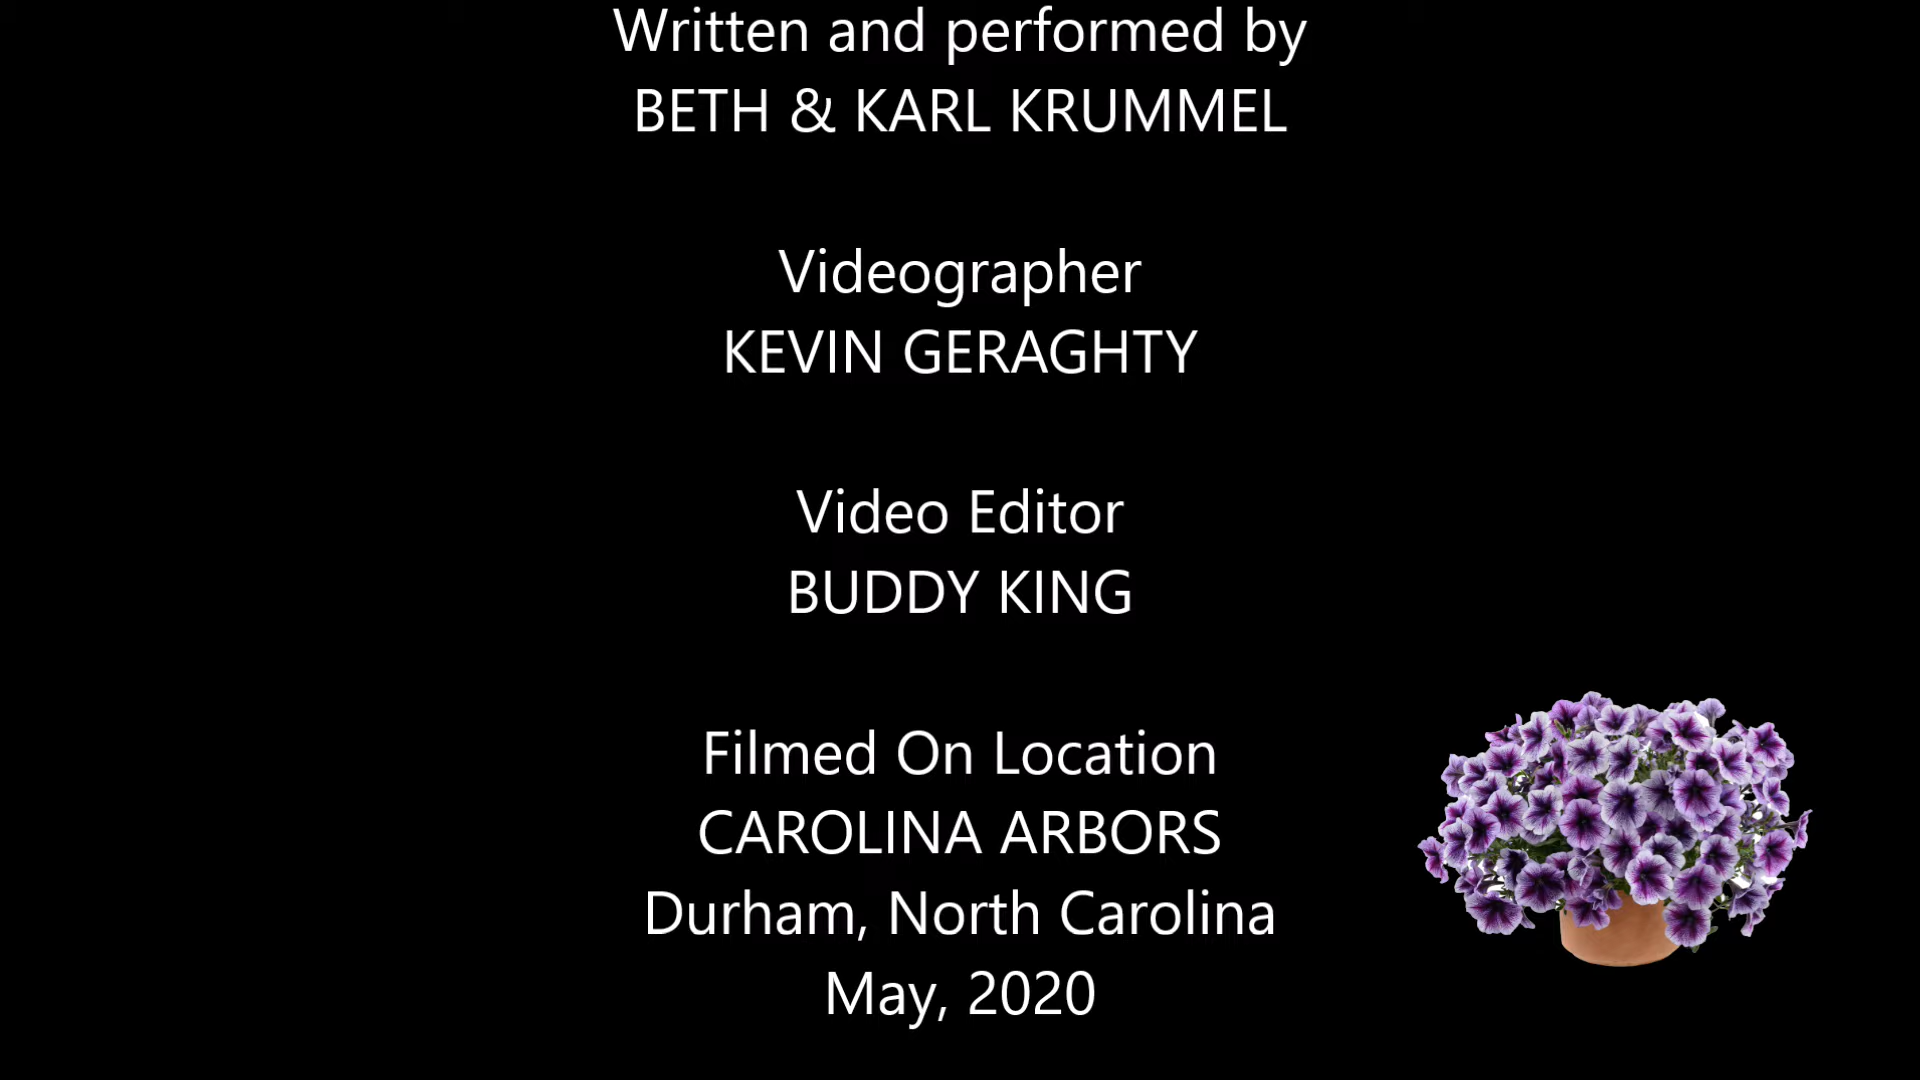 Written and performed by
BETH & KARL KRUMMEL
Videographer
KEVIN GERAGHTY
Video Editor
BUDDY KING
Filmed On Location
CAROLINA ARBORS
Durham, North Carolina
May, 2020